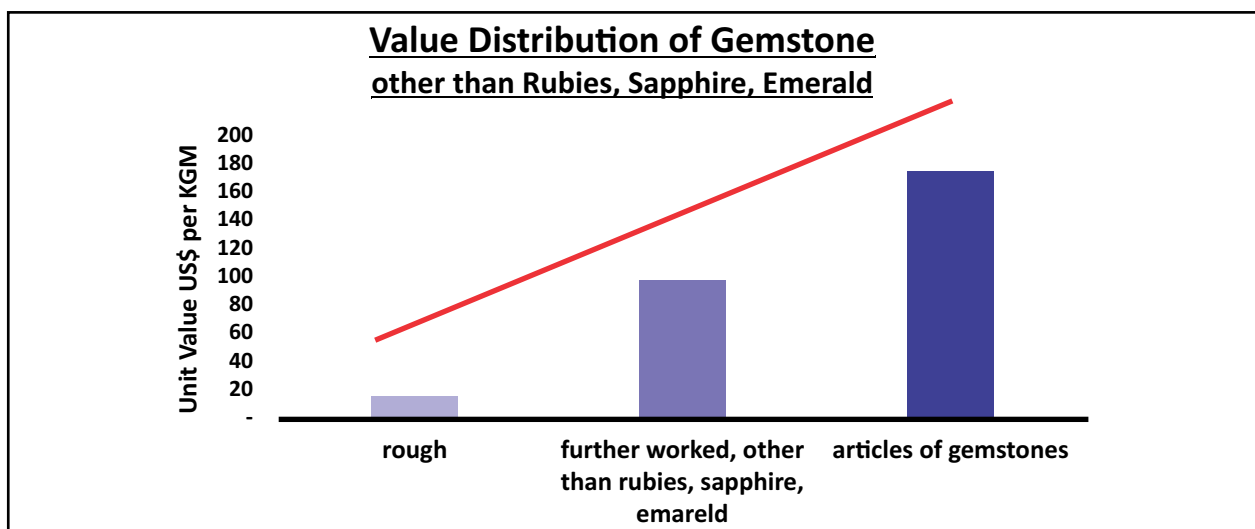 Value Distribution of Gemstone
other than Rubies, Sapphire, Emerald
Unit Value US$ per KGM
200
180
160
140
120
100
80
60
40
20
-
rough
further worked, other
than rubies, sapphire,
emareld
articles of gemstones